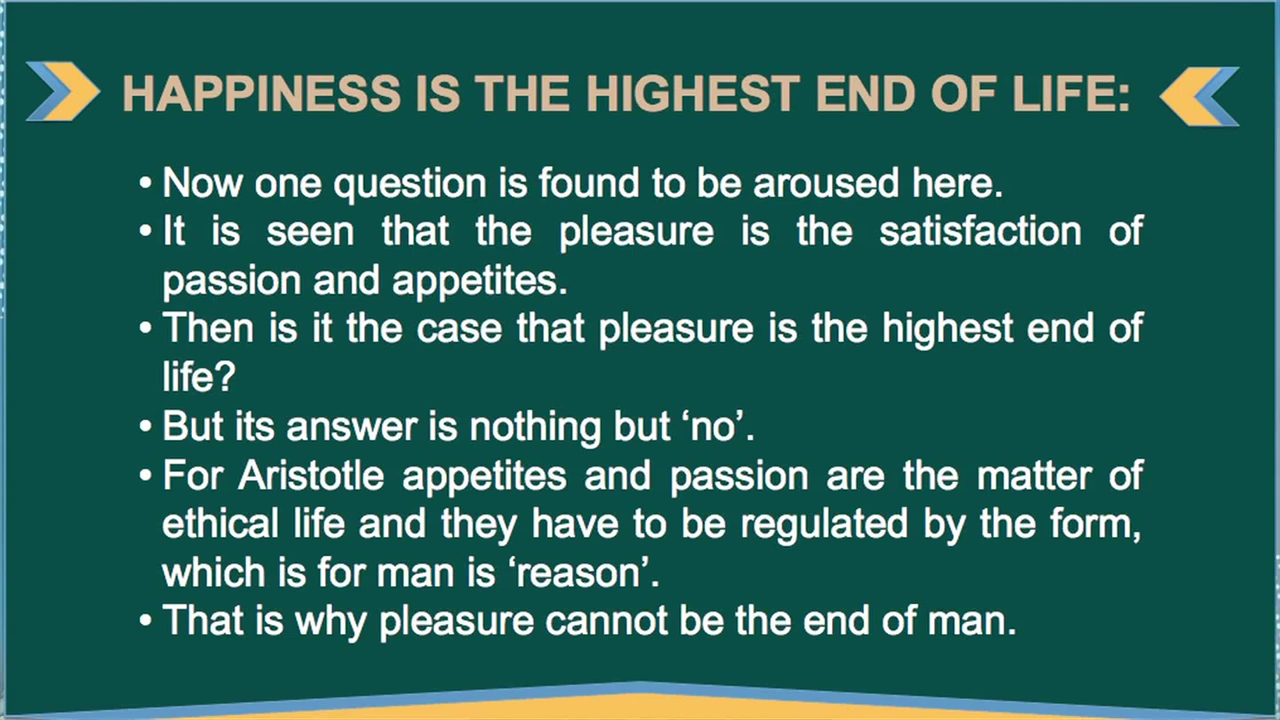 HAPPINESS IS THE HIGHEST END OF LIFE:
• Now one question is found to be aroused here.
• It is seen that the pleasure is the satisfaction of
passion and appetites.
• Then is it the case that pleasure is the highest end of
life?
• But its answer is nothing but ‘no’.
• For Aristotle appetites and passion are the matter of
ethical life and they have to be regulated by the form,
which is for man is ‘reason’.
• That is why pleasure cannot be the end of man.